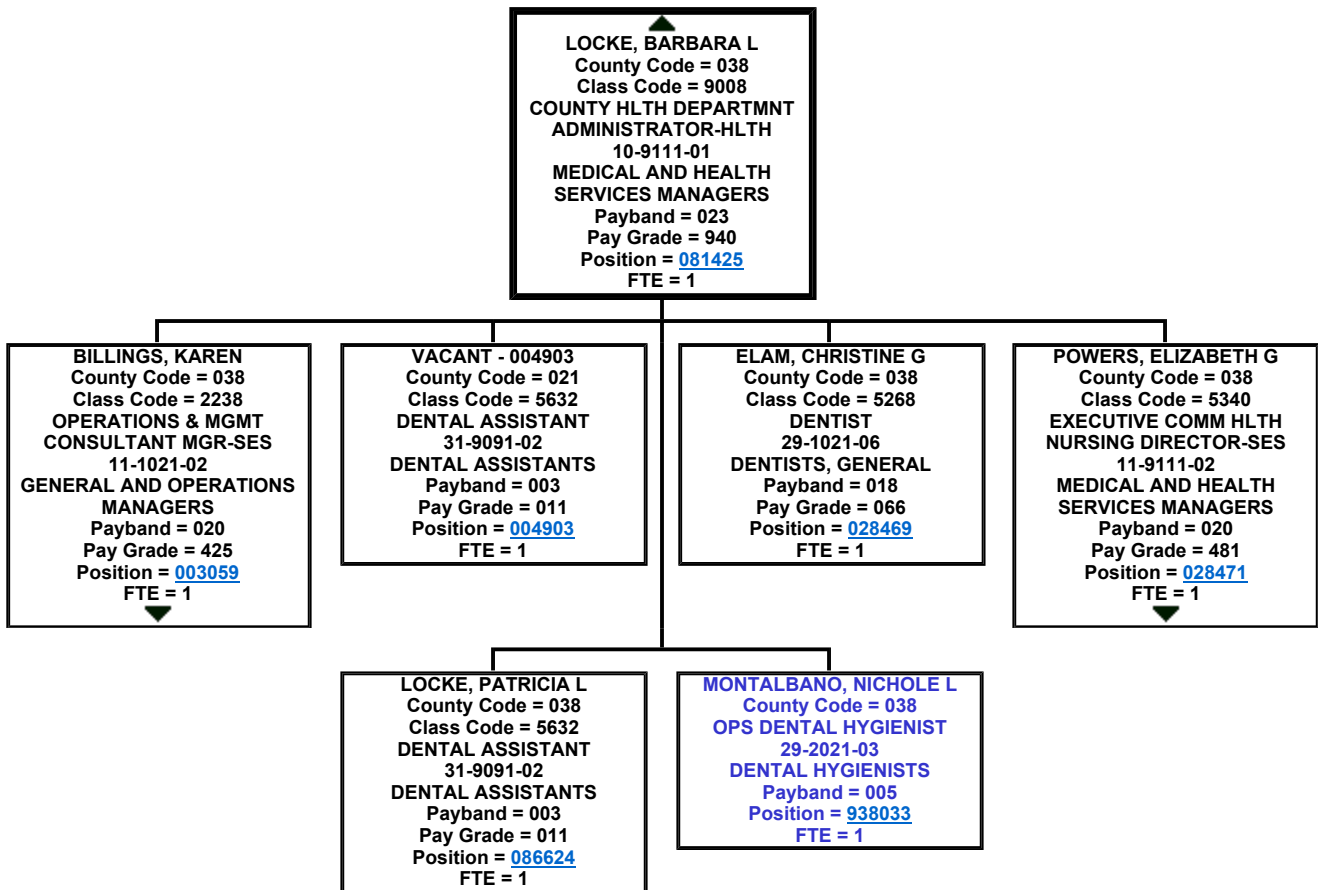 LOCKE, BARBARA L
County Code = 038
Class Code = 9008
COUNTY HLTH DEPARTMNT
ADMINISTRATOR-HLTH
10-9111-01
MEDICAL AND HEALTH
SERVICES MANAGERS
Payband = 023
Pay Grade = 940
Position = 081425
FTE = 1
BILLINGS, KAREN
County Code = 038
Class Code = 2238
OPERATIONS & MGMT
CONSULTANT MGR-SES
11-1021-02
GENERAL AND OPERATIONS
MANAGERS
Payband = 020
Pay Grade = 425
Position = 003059
FTE = 1
VACANT - 004903
County Code = 021
Class Code = 5632
DENTAL ASSISTANT
31-9091-02
DENTAL ASSISTANTS
Payband = 003
Pay Grade = 011
Position = 004903
FTE = 1
ELAM, CHRISTINE G
County Code = 038
Class Code = 5268
DENTIST
29-1021-06
DENTISTS, GENERAL
Payband = 018
Pay Grade = 066
Position = 028469
FTE = 1
POWERS, ELIZABETH G
County Code = 038
Class Code = 5340
EXECUTIVE COMM HLTH
NURSING DIRECTOR-SES
11-9111-02
MEDICAL AND HEALTH
SERVICES MANAGERS
Payband = 020
Pay Grade = 481
Position = 028471
FTE = 1
LOCKE, PATRICIA L
County Code = 038
Class Code = 5632
DENTAL ASSISTANT
31-9091-02
DENTAL ASSISTANTS
Payband = 003
Pay Grade = 011
Position = 086624
FTE = 1
MONTALBANO, NICHOLE L
County Code = 038
OPS DENTAL HYGIENIST
29-2021-03
DENTAL HYGIENISTS
Payband = 005
Position = 938033
FTE = 1